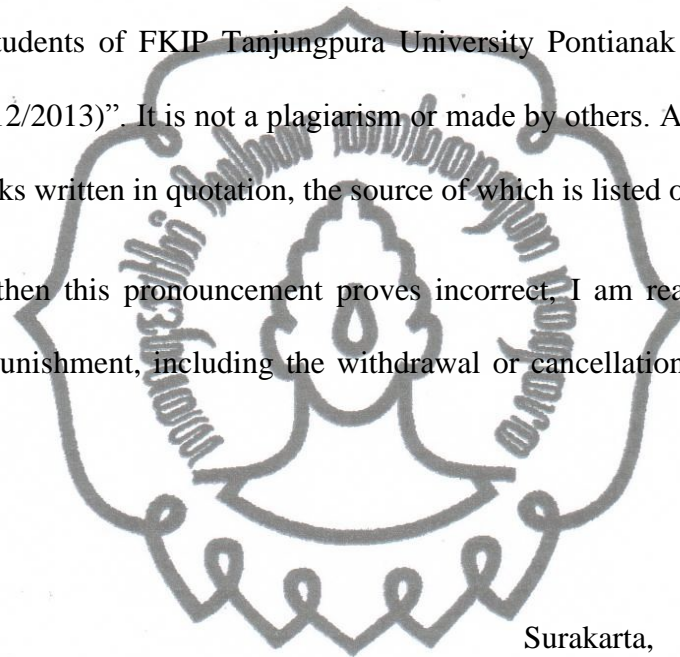 tudents of FKIP Tanjungpura University Pontianak
12/2013)”. It is not a plagiarism or made by others. A
ks written in quotation, the source of which is listed o
then this pronouncement proves incorrect, I am rea
unishment, including the withdrawal or cancellation
Surakarta,